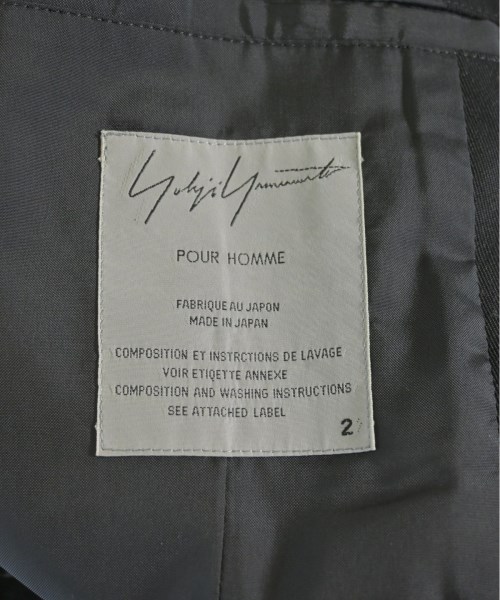 Yohji Yamamoto
POUR HOMME
FABRIQUE AU JAPON
MADE IN JAPAN
COMPOSITION ET INSTRCTIONS DE LAVAGE
VOIR ETIQETTE ANNEXE
COMPOSITION AND WASHING INSTRUCTIONS
SEE ATTACHED LABEL
2